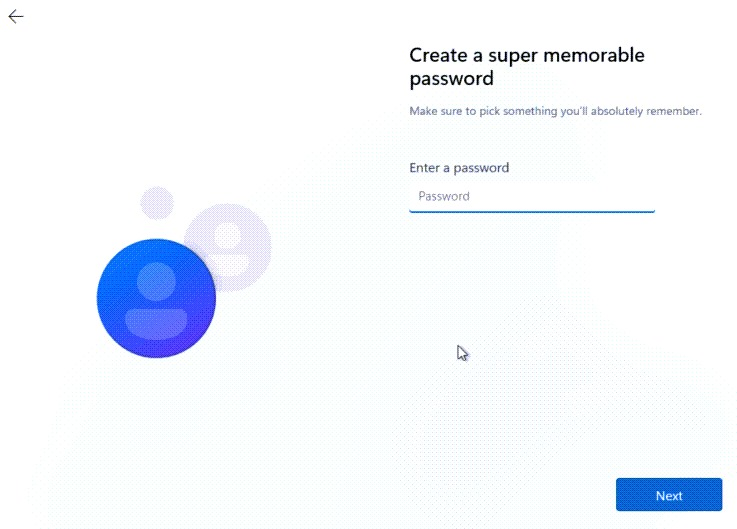 Create a super memorable
password
Make sure to pick something you'll absolutely remember.
Enter a password
Password
Next